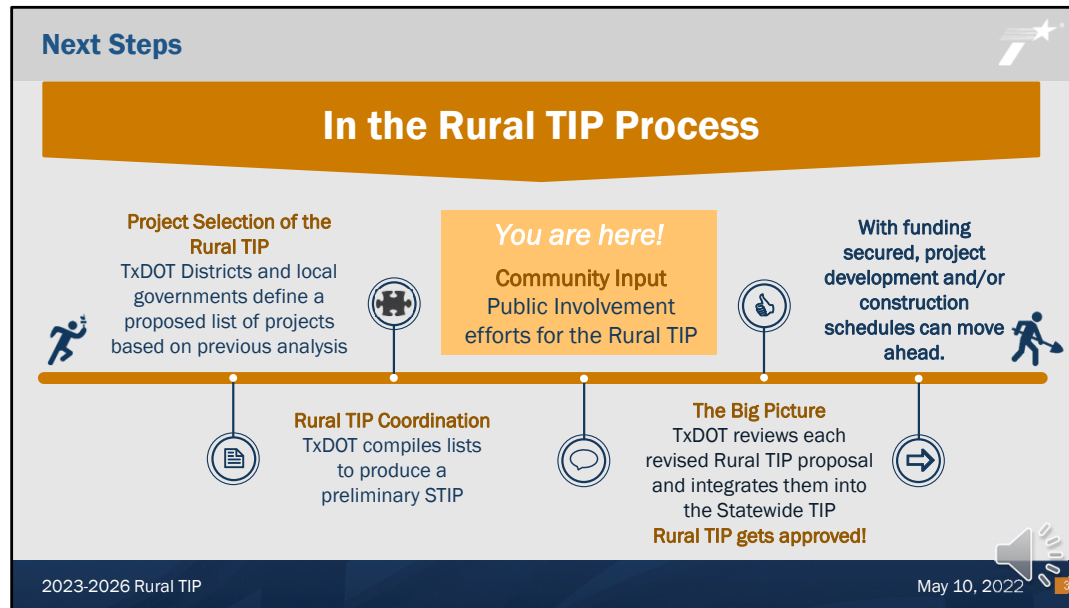 Next Steps
In the Rural TIP Process
Project Selection of the
Rural TIP
TxDOT Districts and local
governments define a
proposed list of projects
based on previous analysis
Rural TIP Coordination
TxDOT compiles lists
to produce a
preliminary STIP
You are here!
Community Input
Public Involvement
efforts for the Rural TIP
The Big Picture
TxDOT reviews each
revised Rural TIP proposal
and integrates them into
the Statewide TIP
Rural TIP gets approved!
With funding
secured, project
development and/or
construction
schedules can move
ahead.
2023-2026 Rural TIP
May 10, 2022